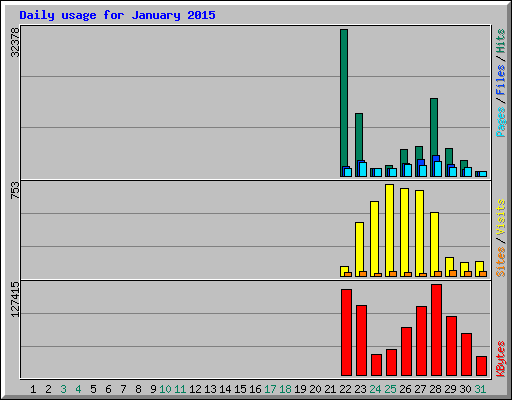 Daily usage for January 2015
32378
Pages / Files / Hits
753
Sites / Visits
127415
KBytes
1 2 3 4 5 6 7 8 9 10 11 12 13 14 15 16 17 18 19 20 21 22 23 24 25 26 27 28 29 30 31